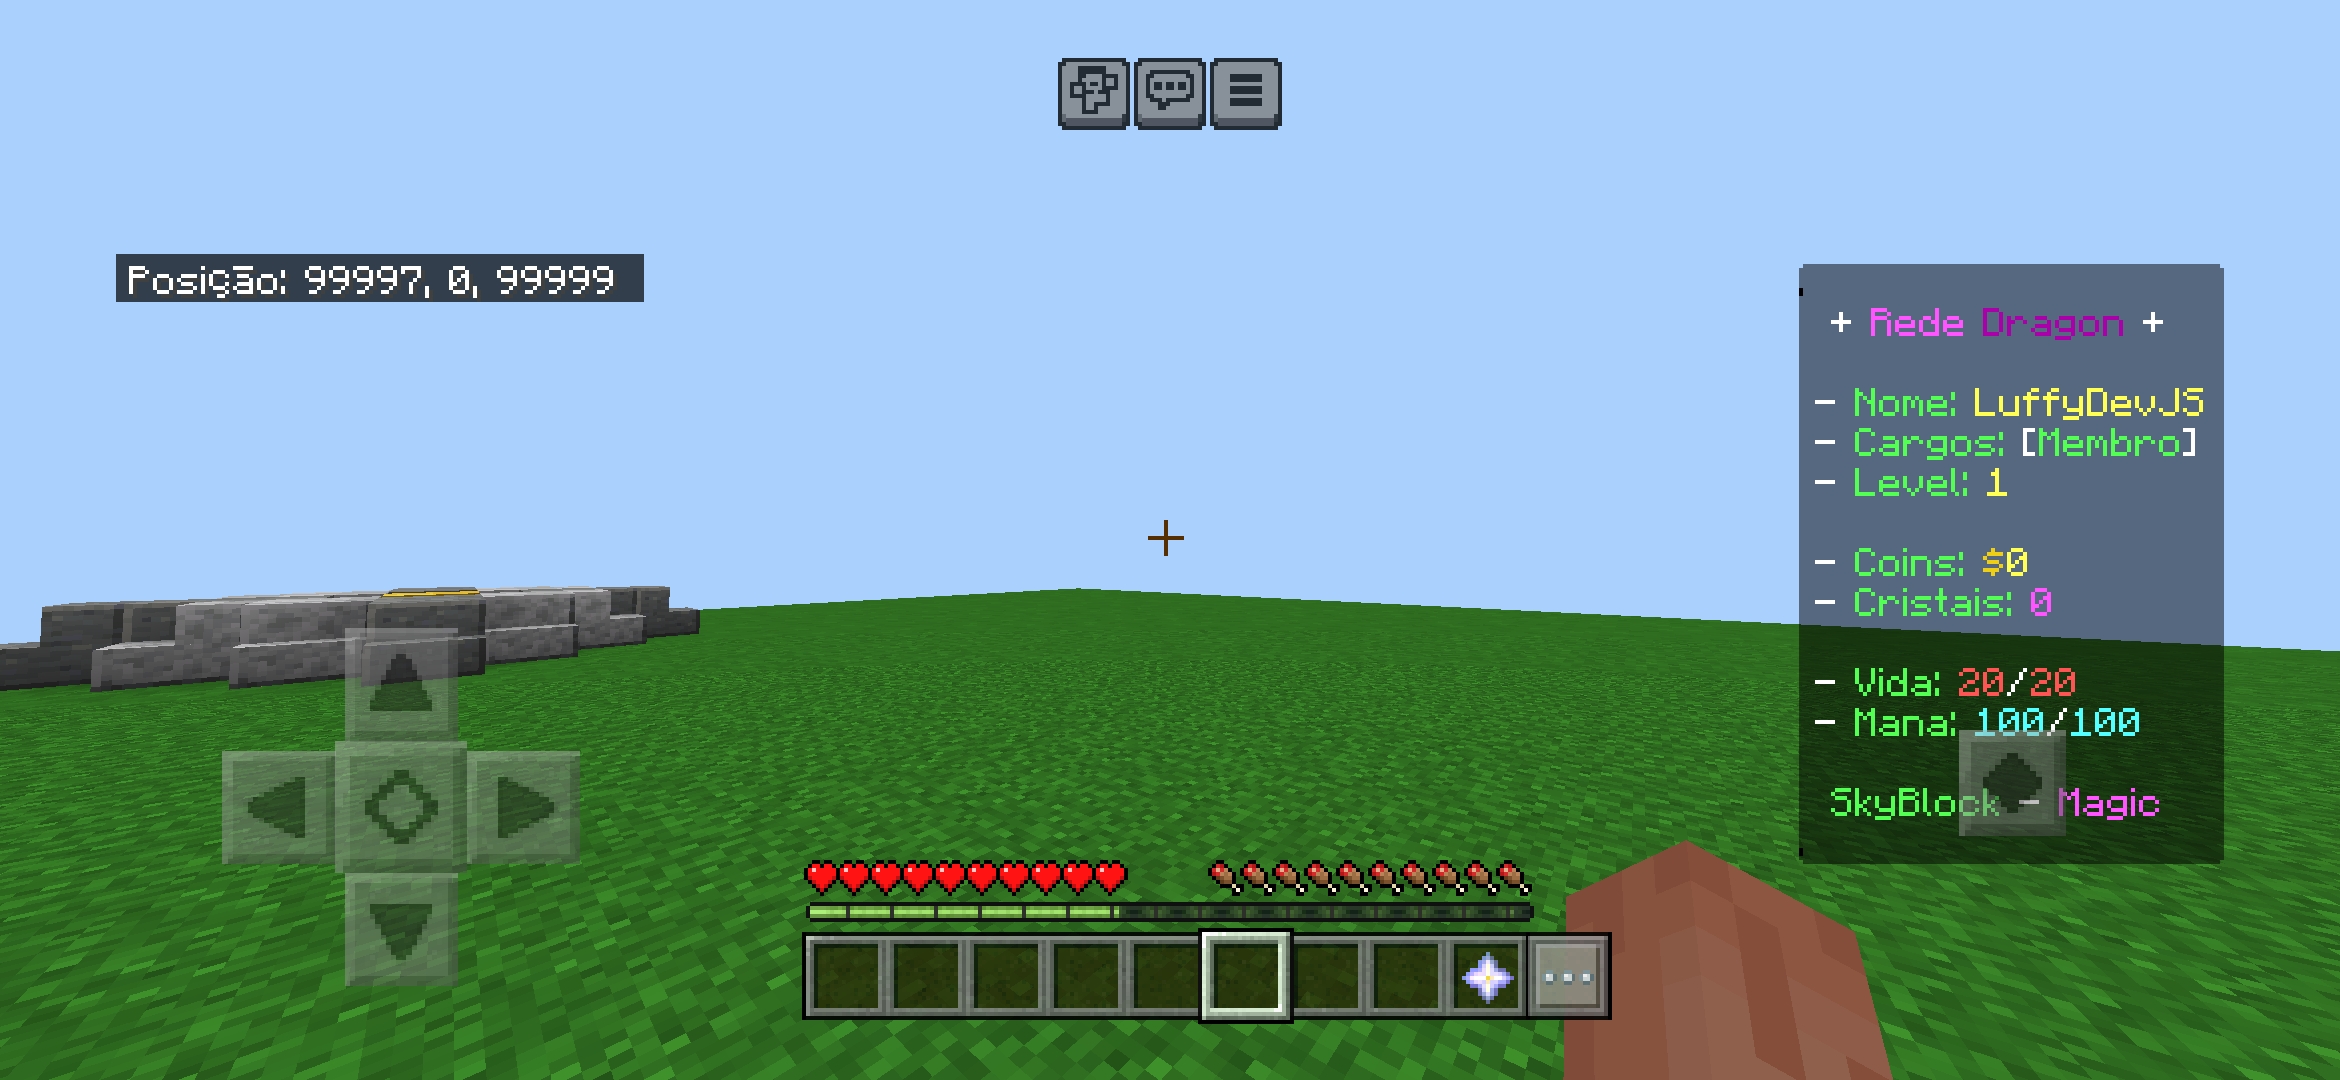 Posição: 99997, 0, 99999
+ Rede Dragon +
- Nome: LuffyDevJS
- Cargos: [Membro]
- Level: 1
- Coins: $0
- Cristais: 0
- Vida: 20/20
- Mana: 100/100
SkyBlock - Magic